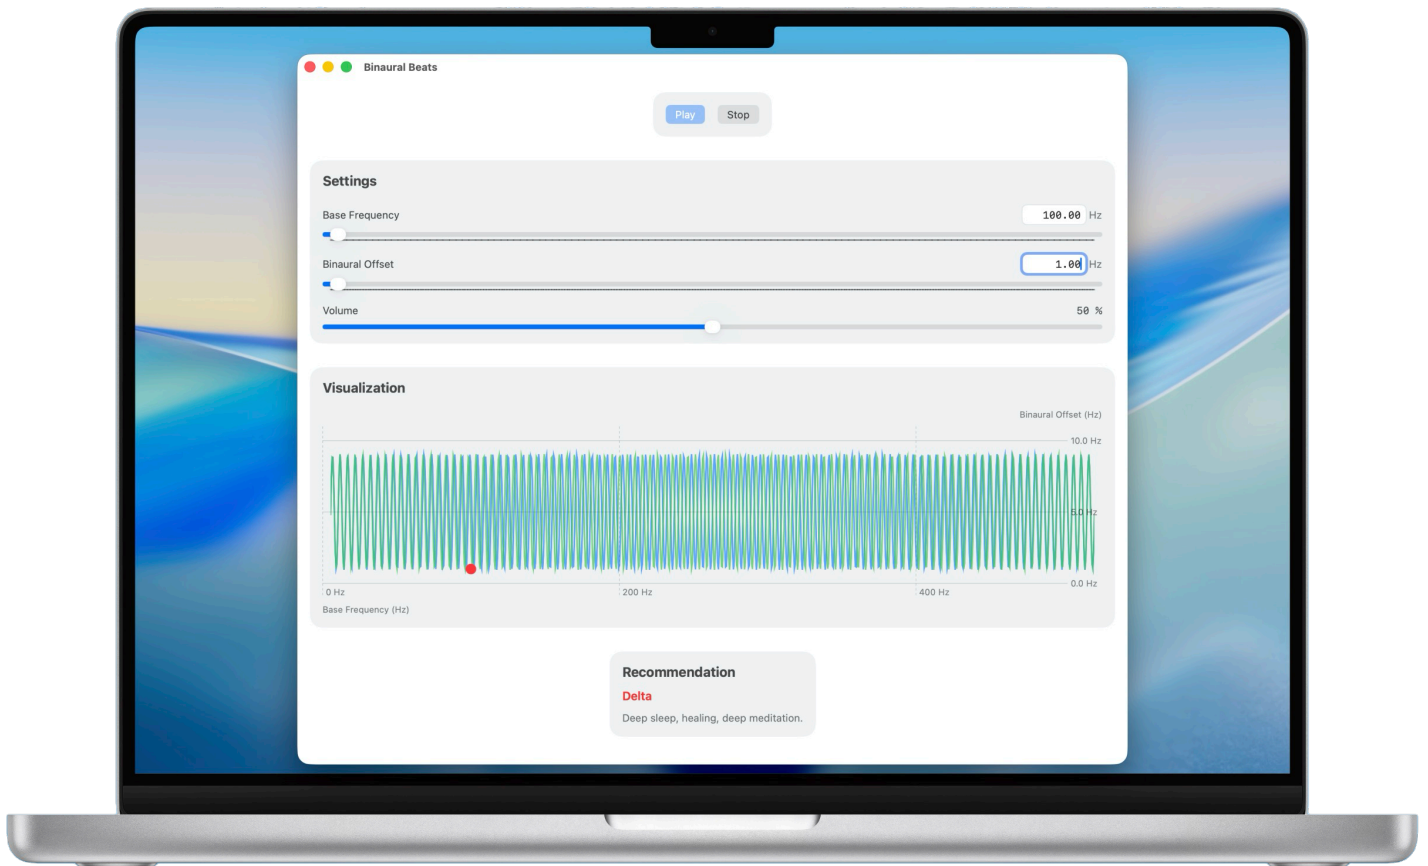 Binaural Beats
Play Stop
Settings
Base Frequency 100.00 Hz
Binaural Offset 1.00 Hz
Volume 50 %
Visualization
Binaural Offset (Hz)
10.0 Hz
5.0 Hz
0.0 Hz
0 Hz 200 Hz 400 Hz
Base Frequency (Hz)
Recommendation
Delta
Deep sleep, healing, deep meditation.